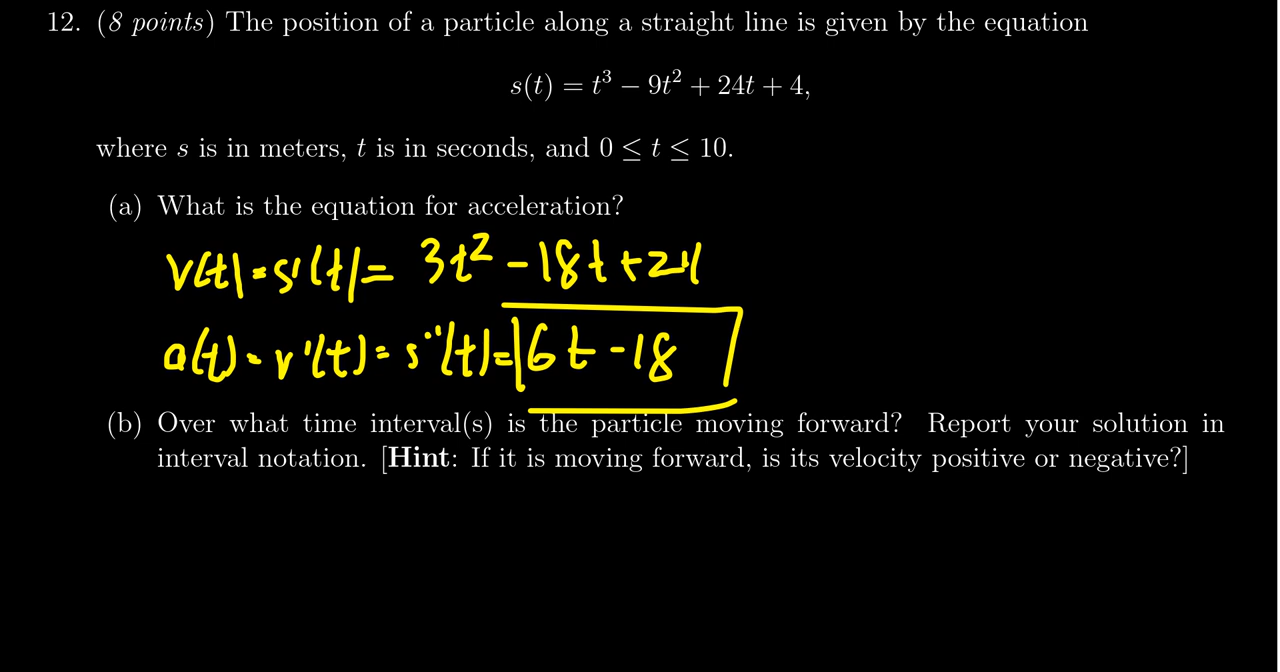 12. (8 points) The position of a particle along a straight line is given by the equation
s(t) = t³ − 9t² + 24t + 4,
where s is in meters, t is in seconds, and 0 ≤ t ≤ 10.
(a) What is the equation for acceleration?
v(t) = s'(t) = 3t² - 18t + 24
a(t) = v'(t) = s''(t) = 6t - 18
(b) Over what time interval(s) is the particle moving forward? Report your solution in
interval notation. [Hint: If it is moving forward, is its velocity positive or negative?]